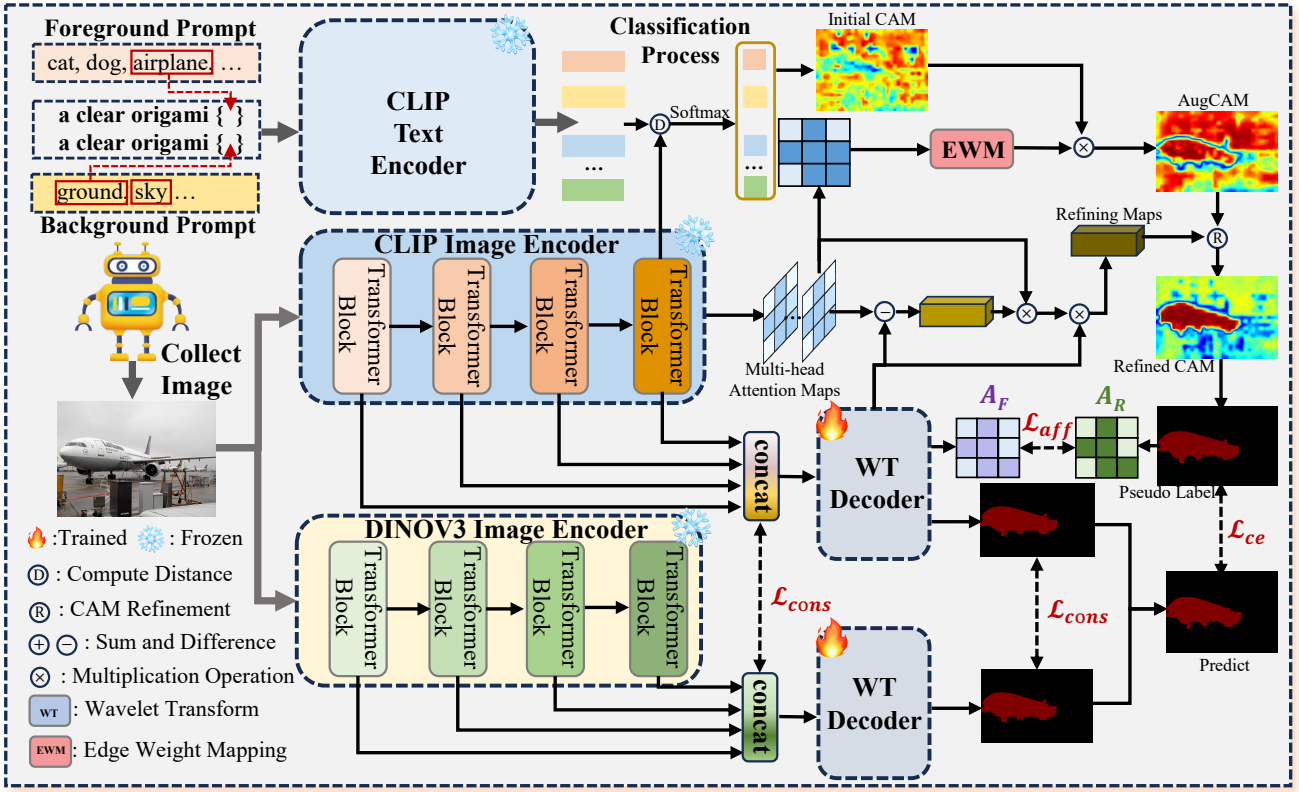 Foreground Prompt
cat, dog, airplane, …
a clear origami { }
a clear origami { }
ground, sky …
Background Prompt
CLIP
Text
Encoder
Classification
Process
D
Softmax
...
Initial CAM
EWM
×
AugCAM
Refining Maps
R
Refined CAM
Collect
Image
CLIP Image Encoder
Transformer
Block
Transformer
Block
Transformer
Block
Transformer
Block
...
Multi-head
Attention Maps
−
×
×
concat
WT
Decoder
A_F
ℒ_aff
A_R
Pseudo Label
ℒ_ce
DINOV3 Image Encoder
Transformer
Block
Transformer
Block
Transformer
Block
Transformer
Block
ℒ_cons
concat
WT
Decoder
ℒ_cons
Predict
:Trained : Frozen
D : Compute Distance
R : CAM Refinement
+ − : Sum and Difference
× : Multiplication Operation
WT : Wavelet Transform
EWM : Edge Weight Mapping